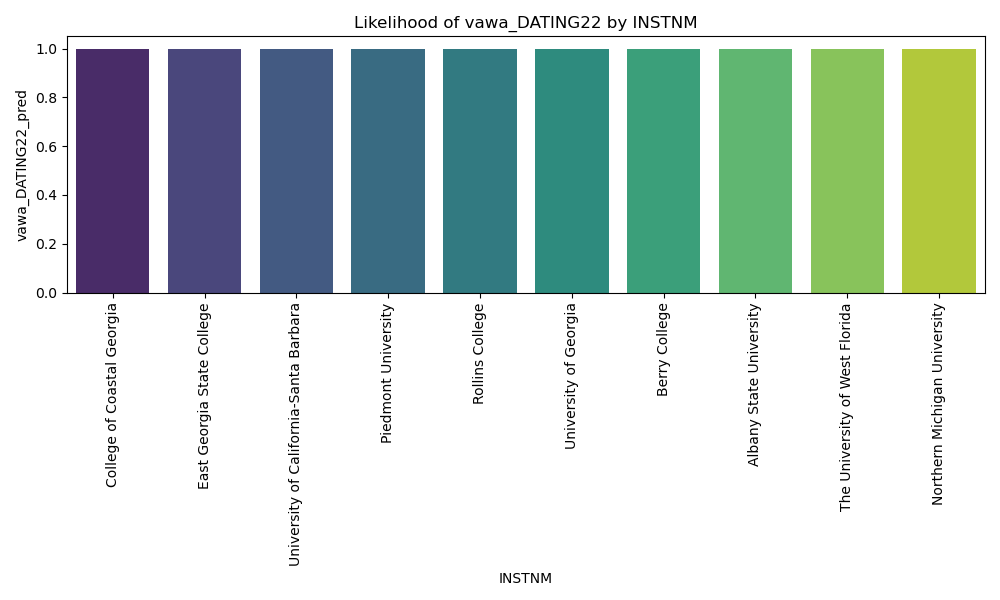 Likelihood of vawa_DATING22 by INSTNM
vawa_DATING22_pred
1.0
0.8
0.6
0.4
0.2
0.0
College of Coastal Georgia
East Georgia State College
University of California-Santa Barbara
Piedmont University
Rollins College
University of Georgia
Berry College
Albany State University
The University of West Florida
Northern Michigan University
INSTNM